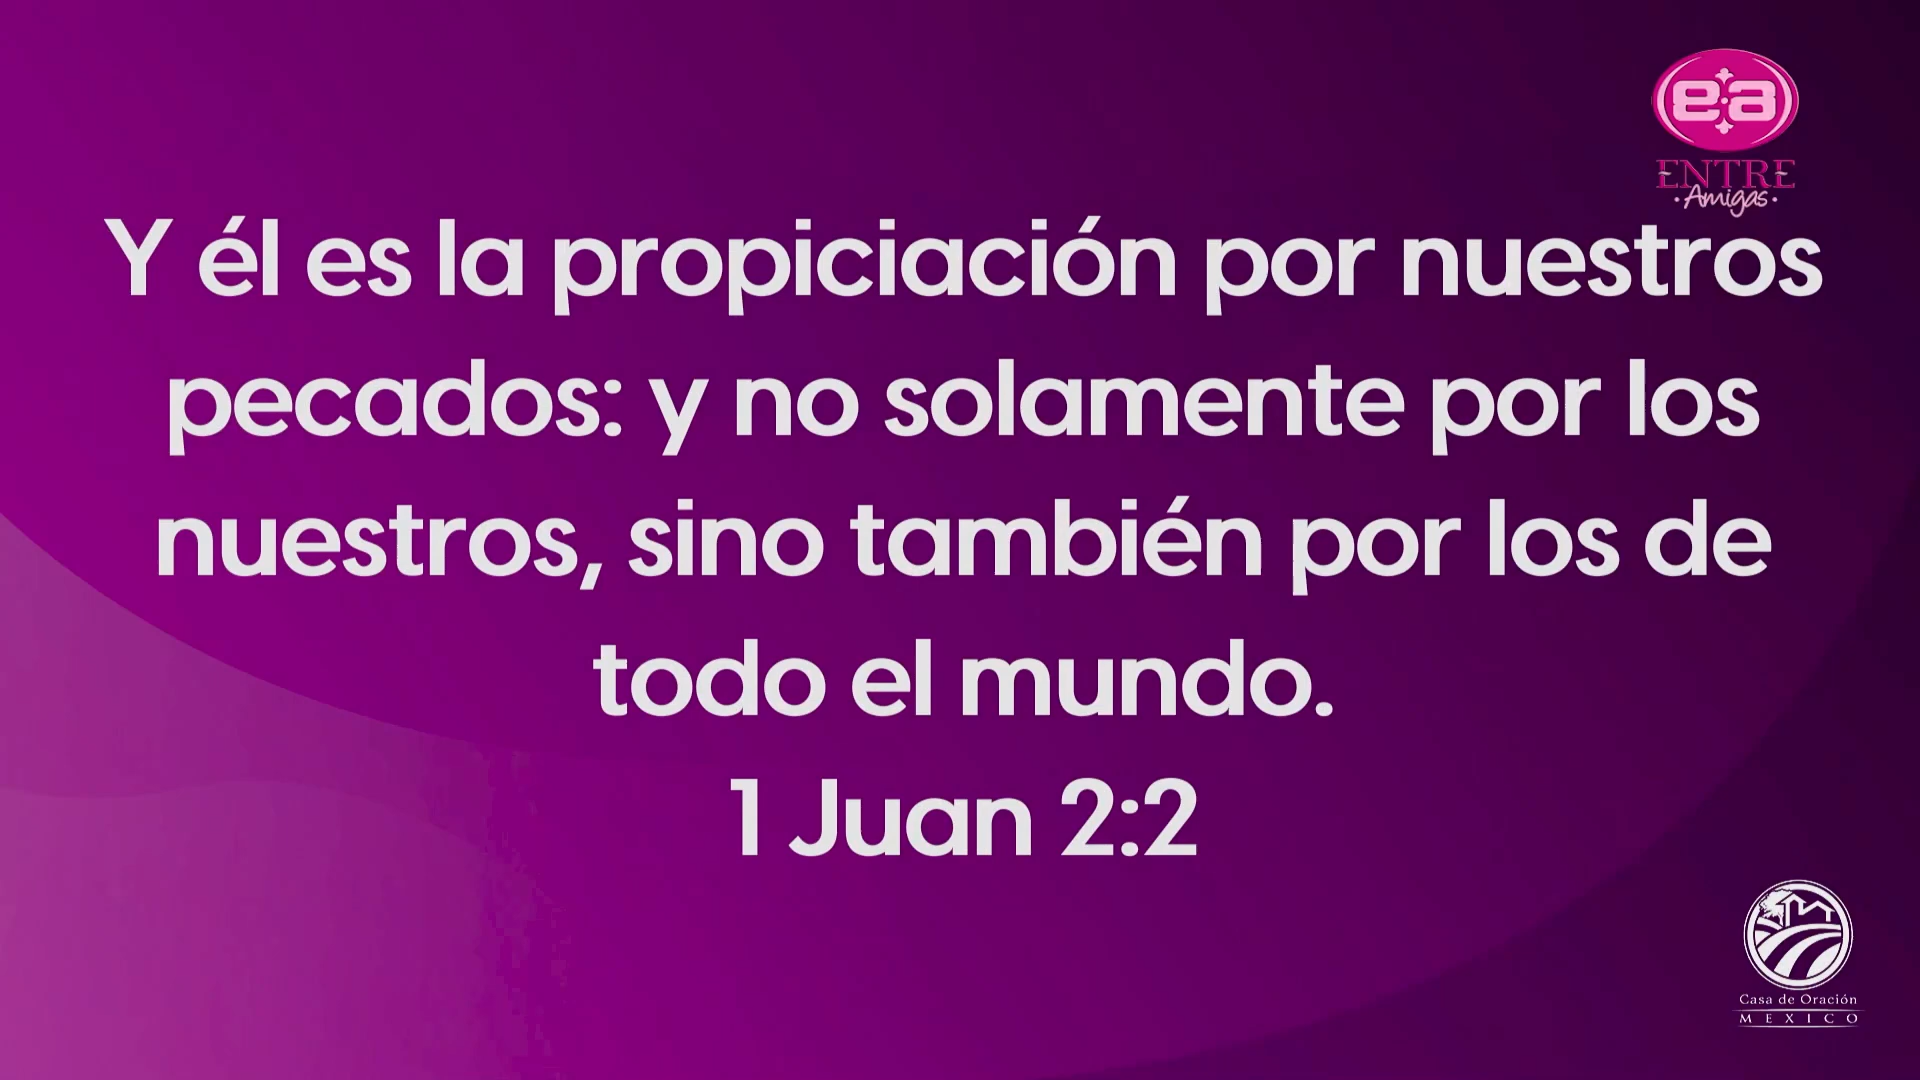 e·a
ENTRE
·Amigas·
Y él es la propiciación por nuestros
pecados: y no solamente por los
nuestros, sino también por los de
todo el mundo.
1 Juan 2:2
Casa de Oración
MEXICO